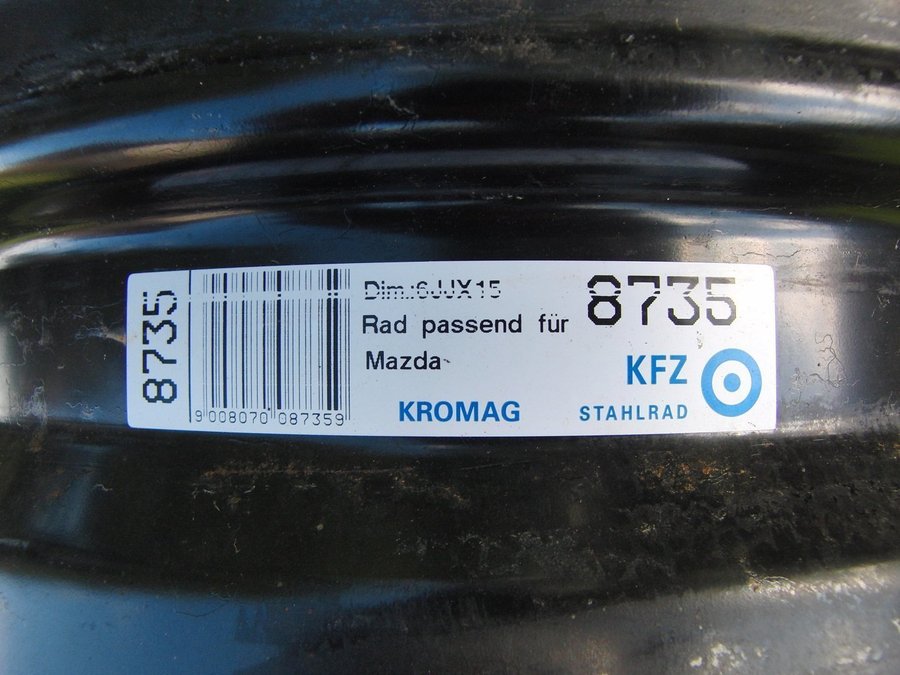 8735
9 008070 087359
Dim.:6JJX15
8735
Rad passend für
Mazda
KFZ
KROMAG
STAHLRAD